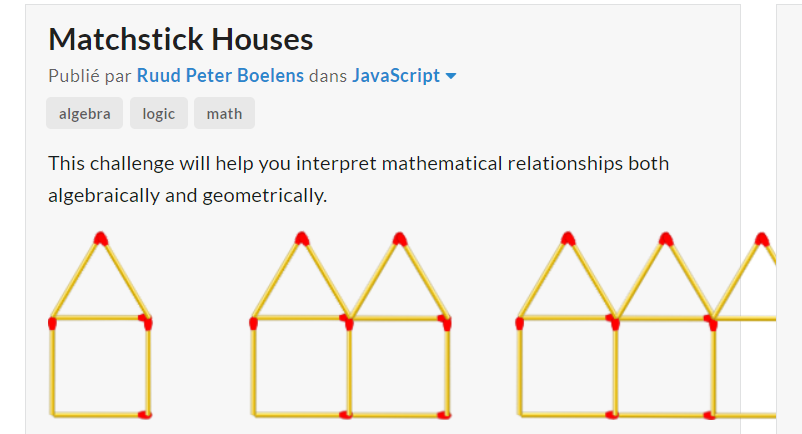 Matchstick Houses
Publié par Ruud Peter Boelens dans JavaScript
algebra logic math
This challenge will help you interpret mathematical relationships both
algebraically and geometrically.